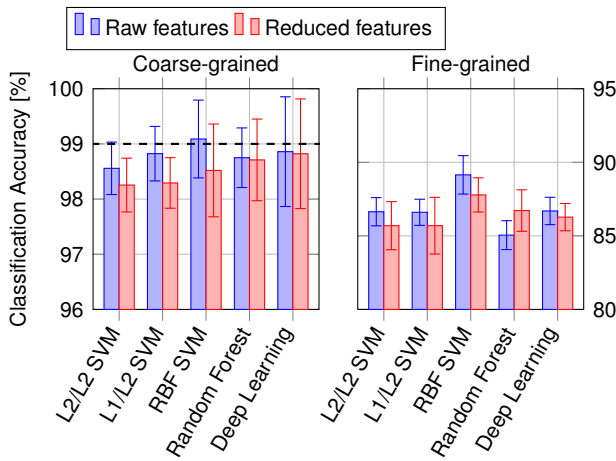 Raw features Reduced features
Coarse-grained Fine-grained
Classification Accuracy [%]
100
99
98
97
96
95
90
85
80
L2/L2 SVM
L1/L2 SVM
RBF SVM
Random Forest
Deep Learning
L2/L2 SVM
L1/L2 SVM
RBF SVM
Random Forest
Deep Learning